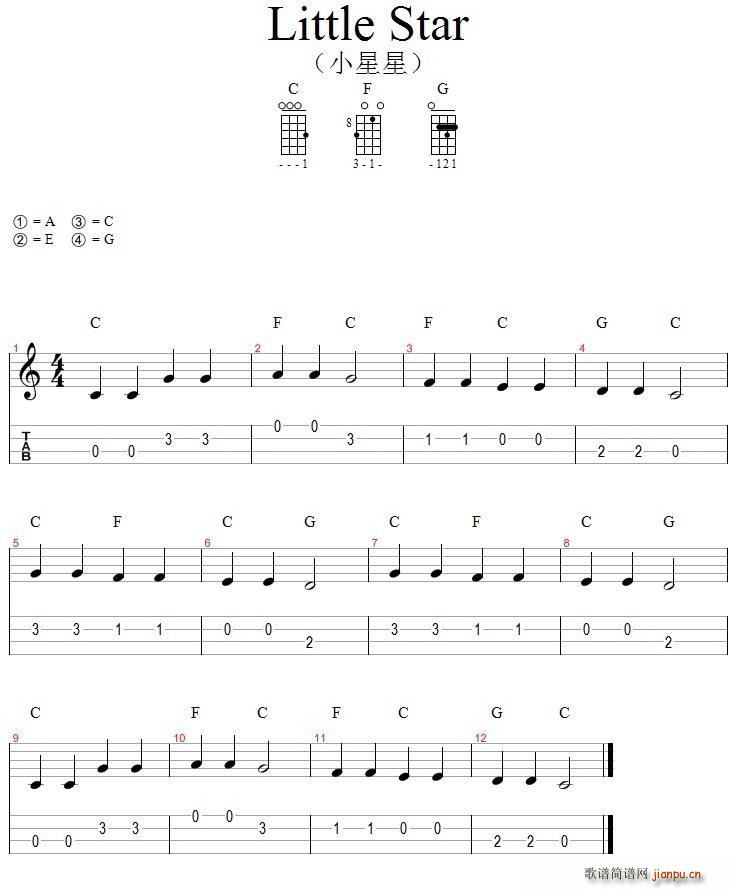 Little Star
（小星星）
C F G
8
- - - 1 3 - 1 - - 1 2 1
① = A ③ = C
② = E ④ = G
C F C F C G C
1 2 3 4
4
4
T
A
B
0 0
0 0 3 3 3 1 1 0 0 2 2 0
C F C G C F C G
5 6 7 8
3 3 1 1 0 0 2 3 3 1 1 0 0 2
C F C F C G C
9 10 11 12
0 0
0 0 3 3 3 1 1 0 0 2 2 0
歌谱简谱网
jianpu.cn